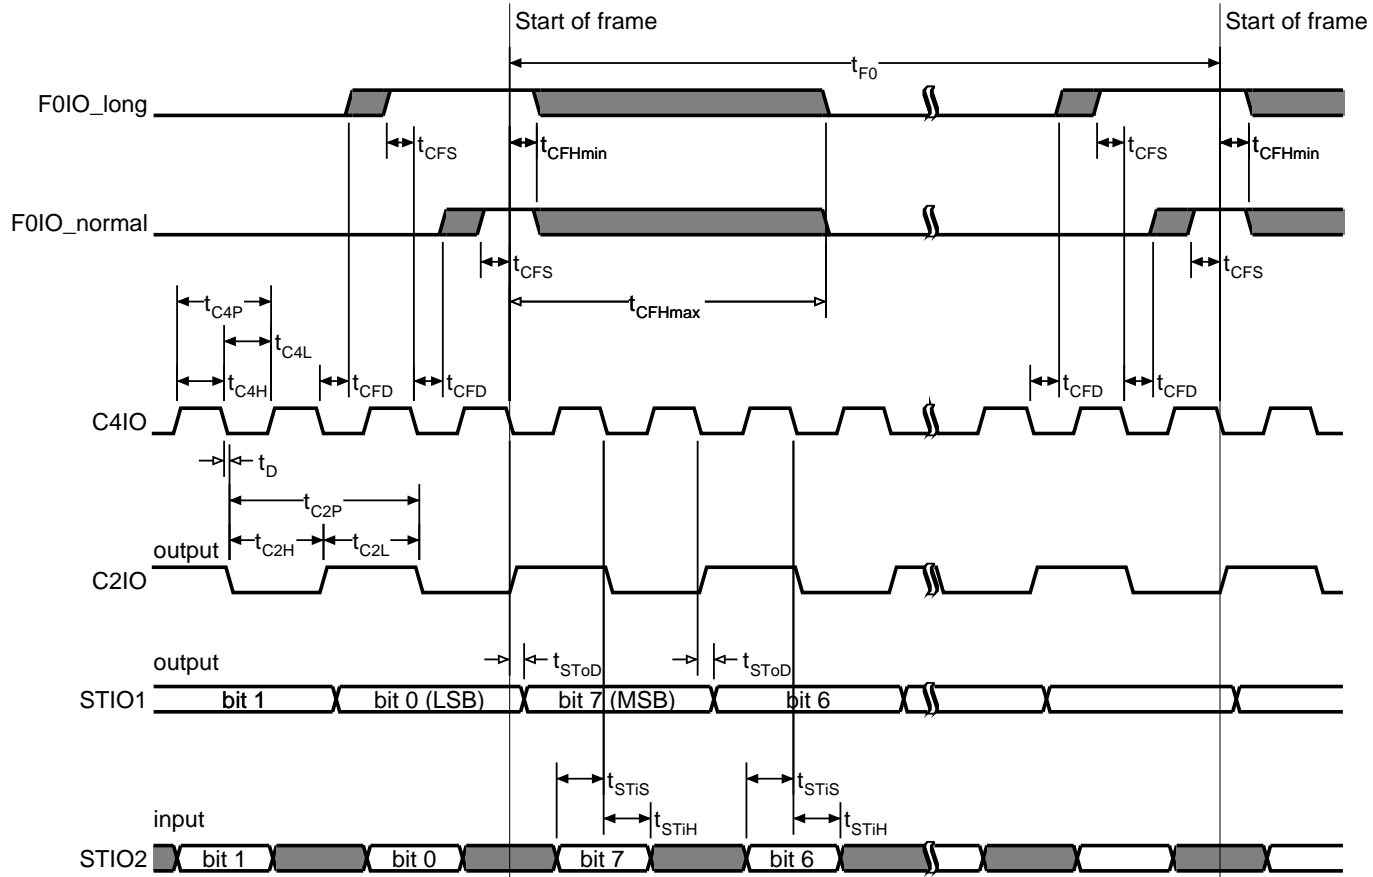 Start of frame
Start of frame
tF0
F0IO_long
tCFS
tCFHmin
tCFS
tCFHmin
F0IO_normal
tCFS
tCFS
tC4P
tCFHmax
tC4L
tC4H
tCFD
tCFD
tCFD
tCFD
C4IO
tD
tC2P
output
tC2H
tC2L
C2IO
output
tSToD
tSToD
STIO1
bit 1
bit 0 (LSB)
bit 7 (MSB)
bit 6
tSTiS
tSTiS
input
tSTiH
tSTiH
STIO2
bit 1
bit 0
bit 7
bit 6